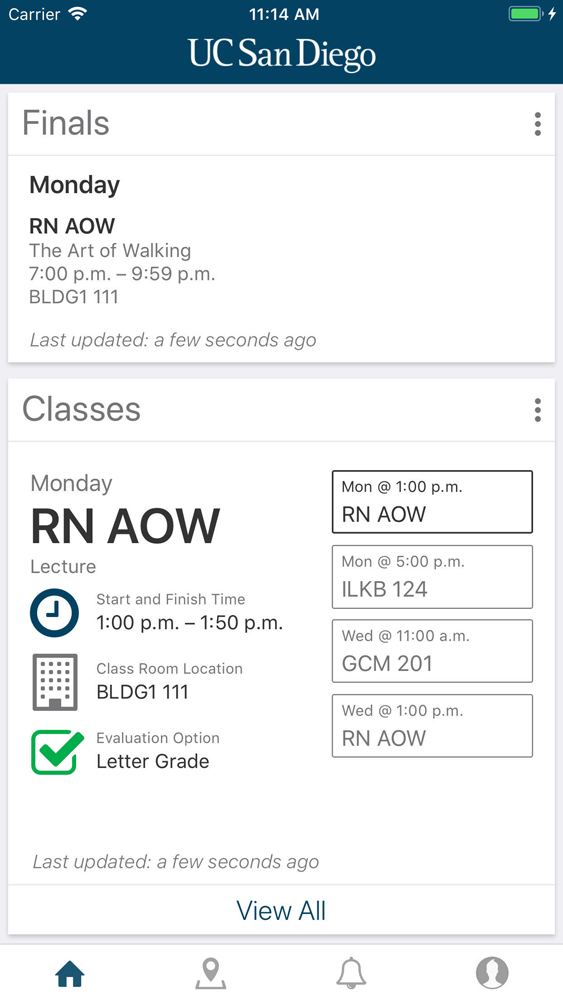 Carrier 11:14 AM
UC San Diego
Finals
Monday
RN AOW
The Art of Walking
7:00 p.m. – 9:59 p.m.
BLDG1 111
Last updated: a few seconds ago
Classes
Monday
RN AOW
Lecture
Start and Finish Time
1:00 p.m. – 1:50 p.m.
Class Room Location
BLDG1 111
Evaluation Option
Letter Grade
Mon @ 1:00 p.m.
RN AOW
Mon @ 5:00 p.m.
ILKB 124
Wed @ 11:00 a.m.
GCM 201
Wed @ 1:00 p.m.
RN AOW
Last updated: a few seconds ago
View All